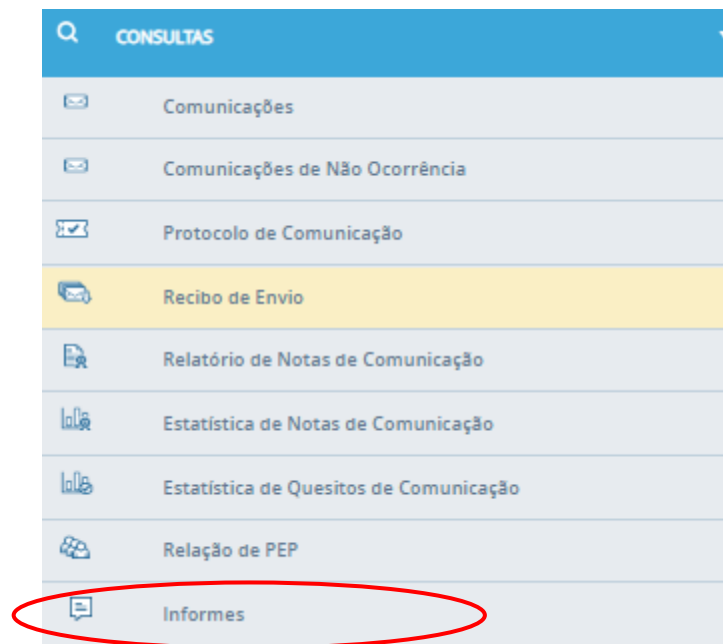 CONSULTAS
Comunicações
Comunicações de Não Ocorrência
Protocolo de Comunicação
Recibo de Envio
Relatório de Notas de Comunicação
Estatística de Notas de Comunicação
Estatística de Quesitos de Comunicação
Relação de PEP
Informes